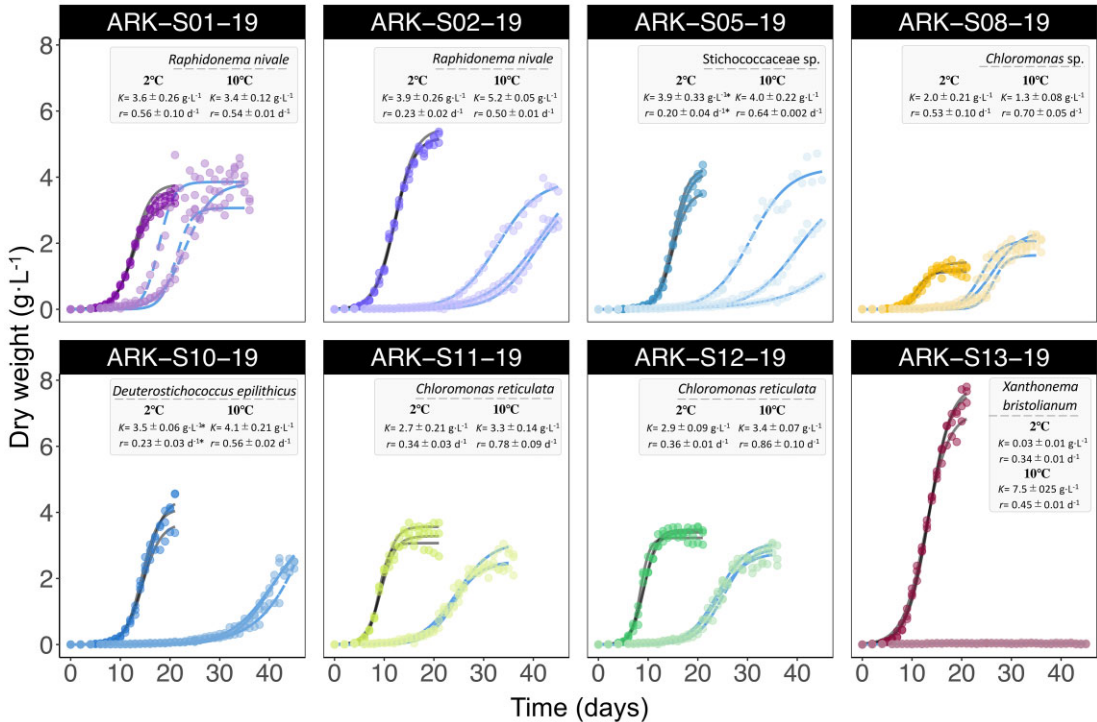 ARK–S01–19 ARK–S02–19 ARK–S05–19 ARK–S08–19
Raphidonema nivale
2°C 10°C
K= 3.6 ± 0.26 g·L⁻¹ K= 3.4 ± 0.12 g·L⁻¹
r= 0.56 ± 0.10 d⁻¹ r= 0.54 ± 0.01 d⁻¹
Raphidonema nivale
2°C 10°C
K= 3.9 ± 0.26 g·L⁻¹ K= 5.2 ± 0.05 g·L⁻¹
r= 0.23 ± 0.02 d⁻¹ r= 0.50 ± 0.01 d⁻¹
Stichococcaceae sp.
2°C 10°C
K= 3.9 ± 0.33 g·L⁻¹* K= 4.0 ± 0.22 g·L⁻¹
r= 0.20 ± 0.04 d⁻¹* r= 0.64 ± 0.002 d⁻¹
Chloromonas sp.
2°C 10°C
K= 2.0 ± 0.21 g·L⁻¹ K= 1.3 ± 0.08 g·L⁻¹
r= 0.53 ± 0.10 d⁻¹ r= 0.70 ± 0.05 d⁻¹
8
6
4
2
0
Dry weight (g·L⁻¹)
ARK–S10–19 ARK–S11–19 ARK–S12–19 ARK–S13–19
Deuterostichococcus epilithicus
2°C 10°C
K= 3.5 ± 0.06 g·L⁻¹* K= 4.1 ± 0.21 g·L⁻¹
r= 0.23 ± 0.03 d⁻¹* r= 0.56 ± 0.02 d⁻¹
Chloromonas reticulata
2°C 10°C
K= 2.7 ± 0.21 g·L⁻¹ K= 3.3 ± 0.14 g·L⁻¹
r= 0.34 ± 0.03 d⁻¹ r= 0.78 ± 0.09 d⁻¹
Chloromonas reticulata
2°C 10°C
K= 2.9 ± 0.09 g·L⁻¹ K= 3.4 ± 0.07 g·L⁻¹
r= 0.36 ± 0.01 d⁻¹ r= 0.86 ± 0.10 d⁻¹
Xanthonema
bristolianum
2°C
K= 0.03 ± 0.01 g·L⁻¹
r= 0.34 ± 0.01 d⁻¹
10°C
K= 7.5 ± 025 g·L⁻¹
r= 0.45 ± 0.01 d⁻¹
8
6
4
2
0
0 10 20 30 40 0 10 20 30 40 0 10 20 30 40 0 10 20 30 40
Time (days)